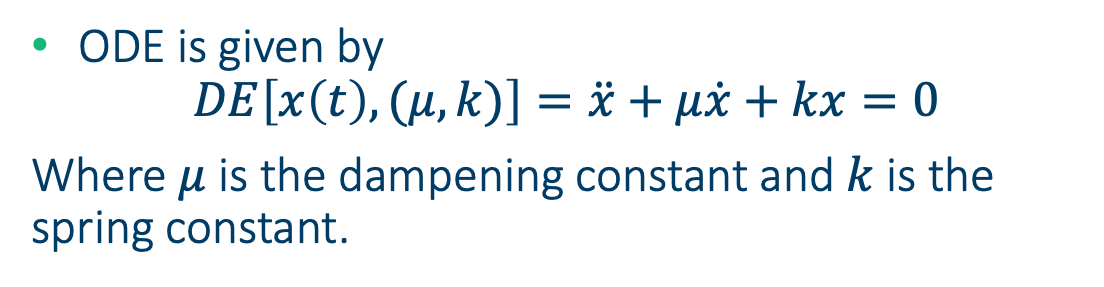 • ODE is given by
DE[x(t), (μ, k)] = ẍ + μẋ + kx = 0
Where μ is the dampening constant and k is the
spring constant.